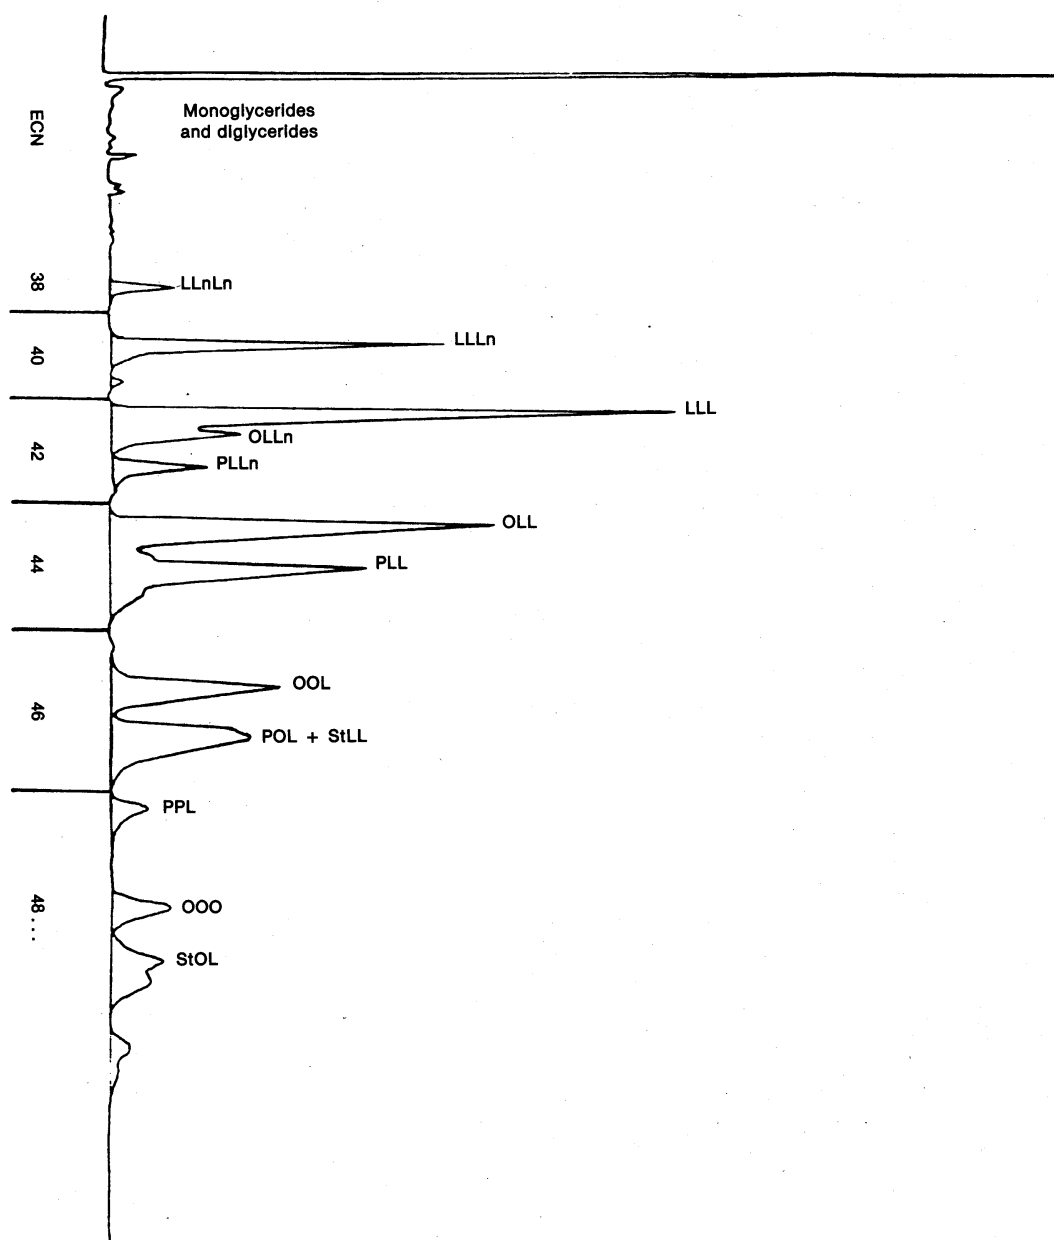 Monoglycerides
and diglycerides
ECN
38
LLnLn
LLLn
40
LLL
OLLn
42
PLLn
OLL
44
PLL
OOL
46
POL + StLL
PPL
48....
OOO
StOL